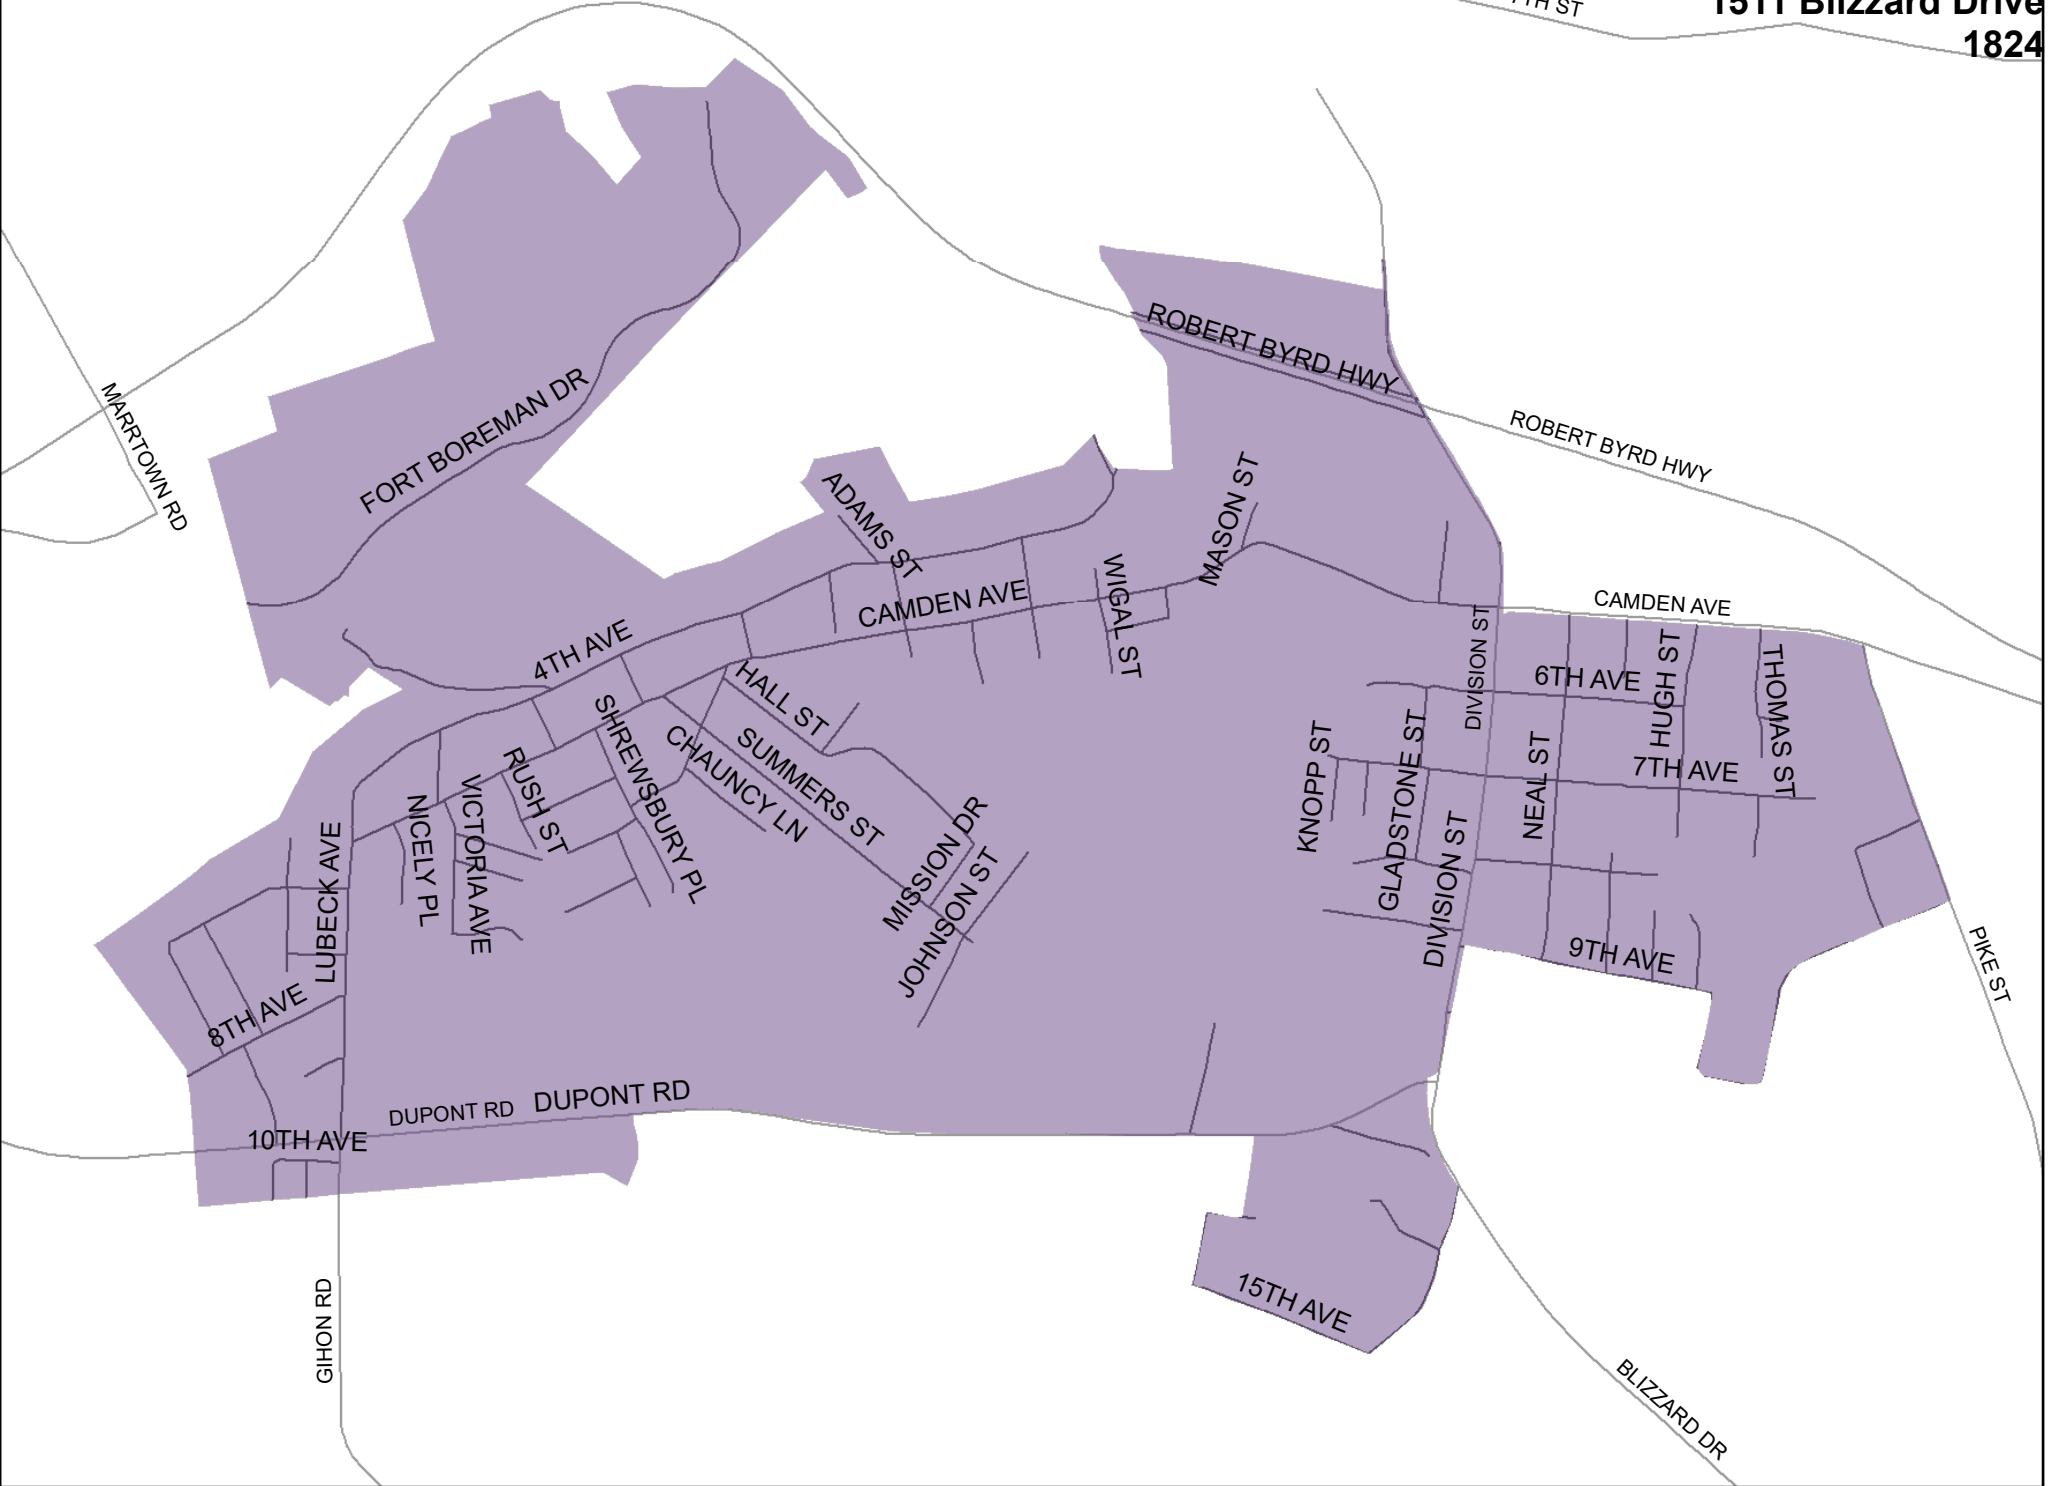 1511 Blizzard Drive
1824
7TH ST
MARRTOWN RD
FORT BOREMAN DR
ROBERT BYRD HWY
ROBERT BYRD HWY
ADAMS ST
MASON ST
CAMDEN AVE
WIGAL ST
CAMDEN AVE
4TH AVE
DIVISION ST
6TH AVE
HUGH ST
THOMAS ST
HALL ST
SHREWSBURY PL
CHAUNCY LN
SUMMERS ST
RUSH ST
VICTORIA AVE
NICELY PL
LUBECK AVE
KNOPP ST
GLADSTONE ST
NEAL ST
7TH AVE
MISSION DR
JOHNSON ST
DIVISION ST
9TH AVE
PIKE ST
8TH AVE
DUPONT RD
DUPONT RD
10TH AVE
GIHON RD
15TH AVE
BLIZZARD DR